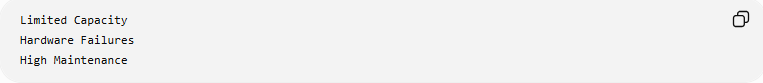 Limited Capacity
Hardware Failures
High Maintenance